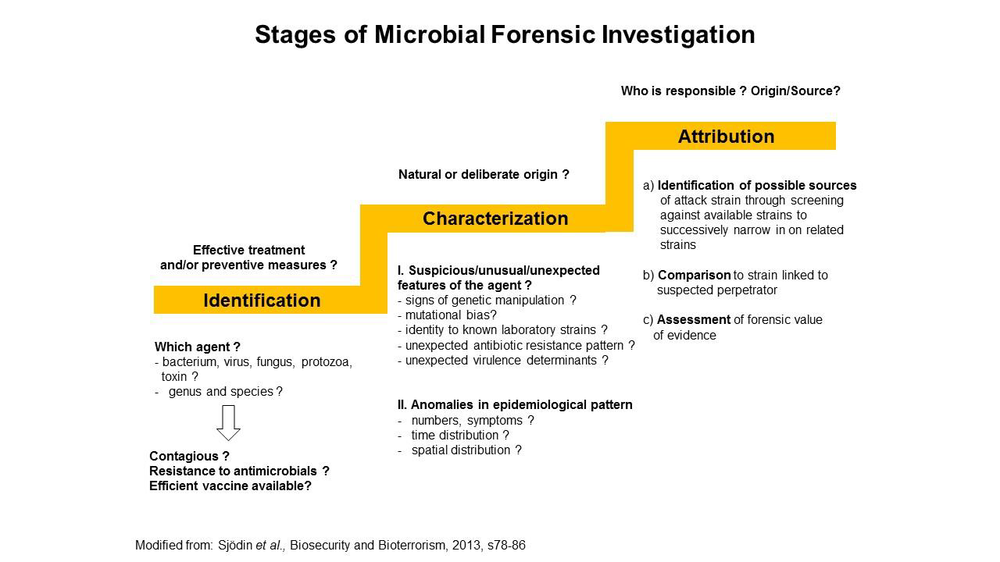 Stages of Microbial Forensic Investigation
Who is responsible ? Origin/Source?
Attribution
a) Identification of possible sources
of attack strain through screening
against available strains to
successively narrow in on related
strains
b) Comparison to strain linked to
suspected perpetrator
c) Assessment of forensic value
of evidence
Natural or deliberate origin ?
Characterization
I. Suspicious/unusual/unexpected
features of the agent ?
- signs of genetic manipulation ?
- mutational bias?
- identity to known laboratory strains ?
- unexpected antibiotic resistance pattern ?
- unexpected virulence determinants ?
II. Anomalies in epidemiological pattern
- numbers, symptoms ?
- time distribution ?
- spatial distribution ?
Effective treatment
and/or preventive measures ?
Identification
Which agent ?
- bacterium, virus, fungus, protozoa,
toxin ?
- genus and species ?
Contagious ?
Resistance to antimicrobials ?
Efficient vaccine available?
Modified from: Sjödin et al., Biosecurity and Bioterrorism, 2013, s78-86